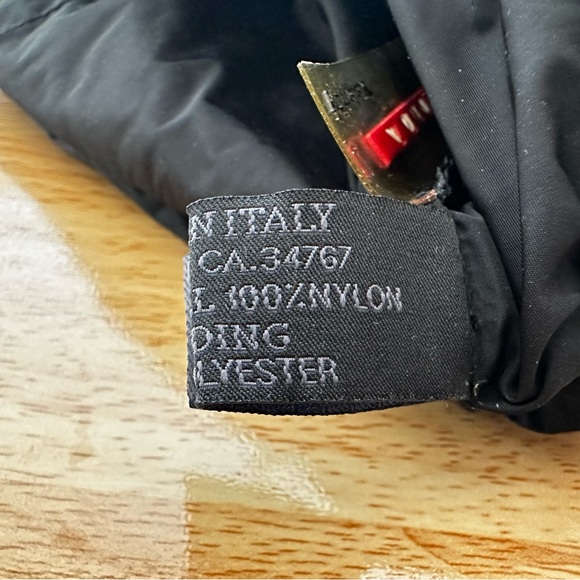 N ITALY
CA.34767
L 100%NYLON
DING
LYESTER